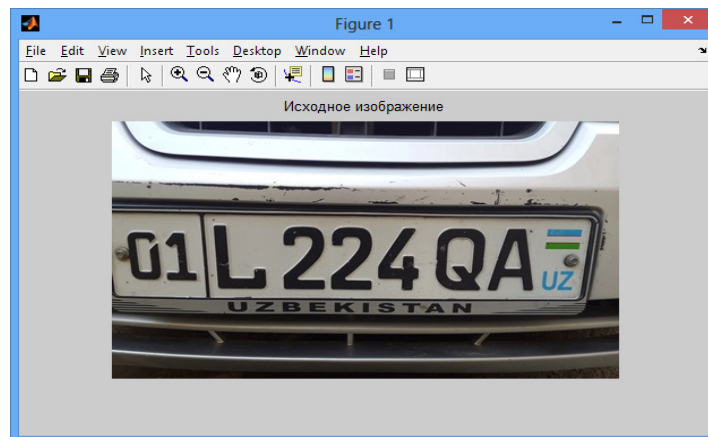 Figure 1
File Edit View Insert Tools Desktop Window Help
Исходное изображение
01 L 224 QA UZ
UZBEKISTAN